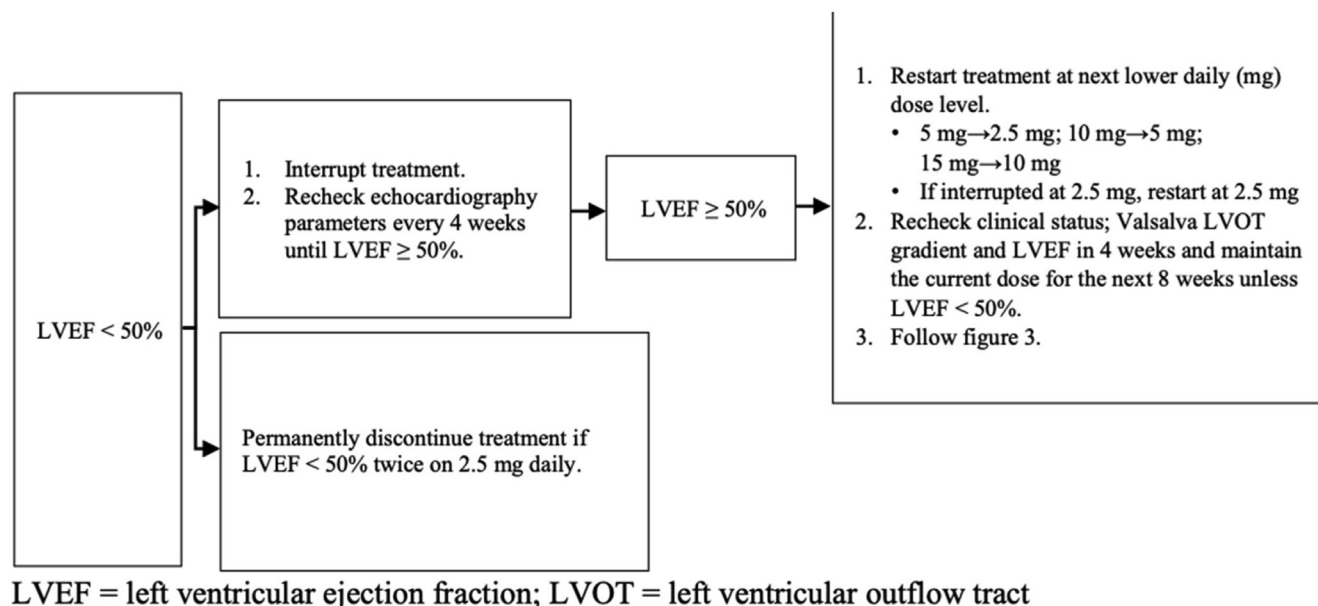 LVEF < 50%
1. Interrupt treatment.
2. Recheck echocardiography
parameters every 4 weeks
until LVEF ≥ 50%.
Permanently discontinue treatment if
LVEF < 50% twice on 2.5 mg daily.
LVEF ≥ 50%
1. Restart treatment at next lower daily (mg)
dose level.
• 5 mg→2.5 mg; 10 mg→5 mg;
15 mg→10 mg
• If interrupted at 2.5 mg, restart at 2.5 mg
2. Recheck clinical status; Valsalva LVOT
gradient and LVEF in 4 weeks and maintain
the current dose for the next 8 weeks unless
LVEF < 50%.
3. Follow figure 3.
LVEF = left ventricular ejection fraction; LVOT = left ventricular outflow tract